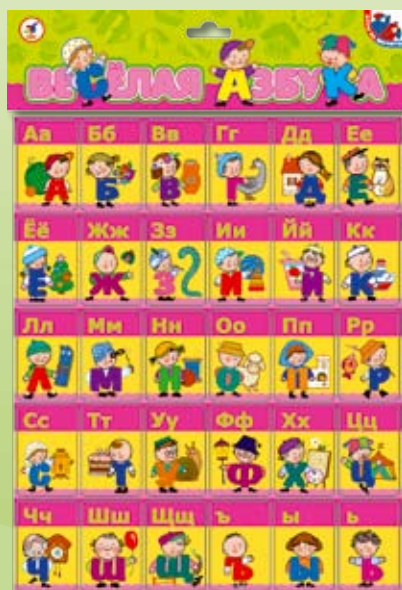 ВЕСЁЛАЯ АЗБУКА
Аа Бб Вв Гг Дд Ее
Ёё Жж Зз Ии Йй Кк
Лл Мм Нн Оо Пп Рр
Сс Тт Уу Фф Хх Цц
Чч Шш Щщ ъ ы ь